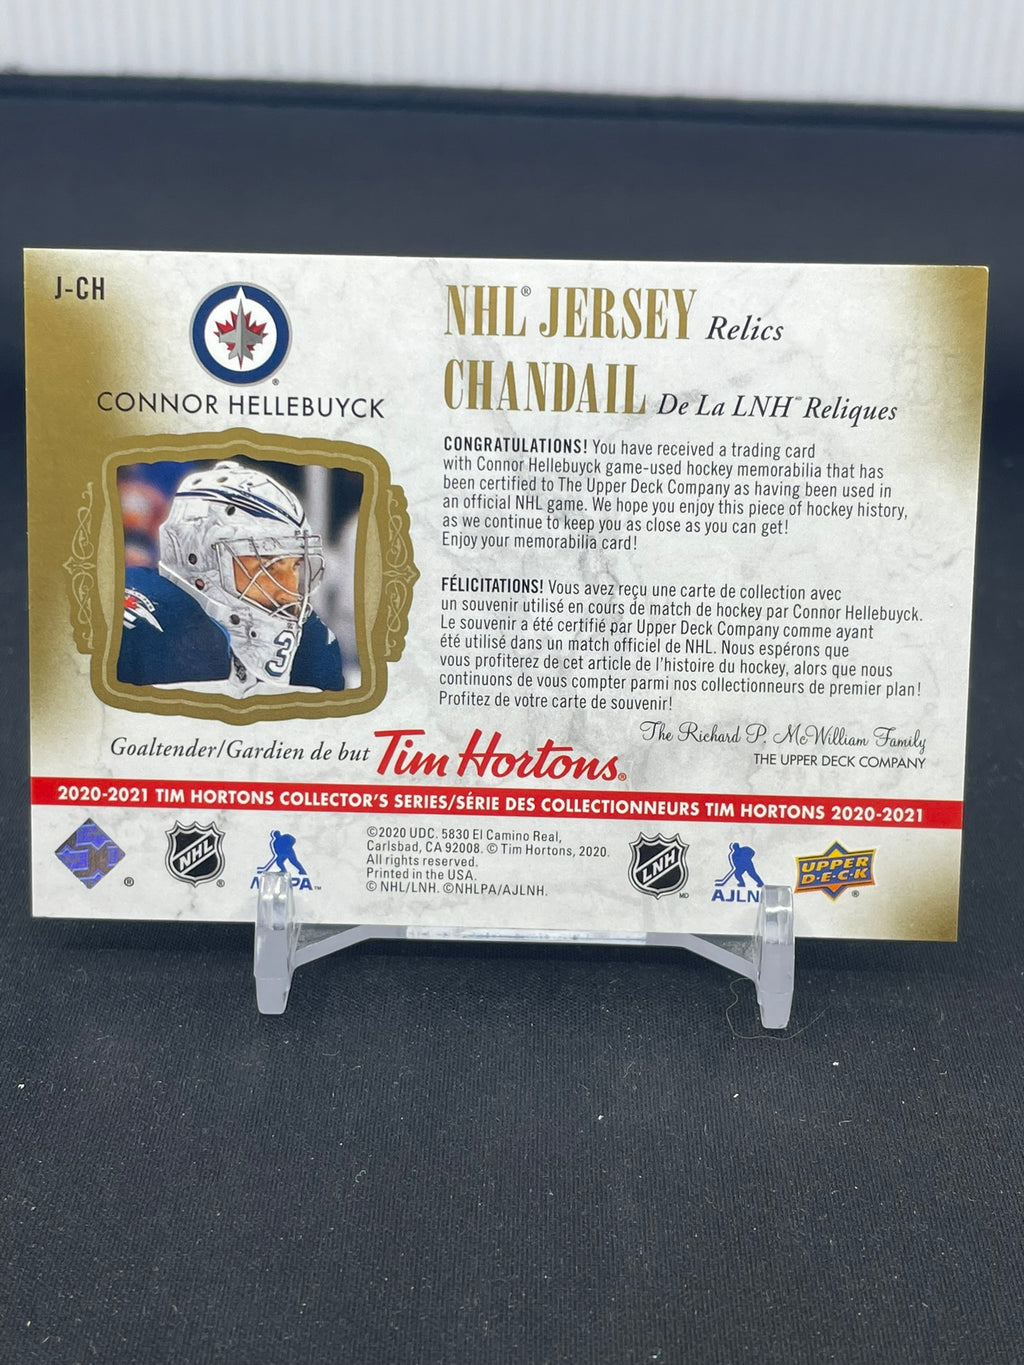 J-CH
CONNOR HELLEBUYCK
NHL® JERSEY Relics
CHANDAIL De La LNH Reliques
CONGRATULATIONS! You have received a trading card
with Connor Hellebuyck game-used hockey memorabilia that has
been certified to The Upper Deck Company as having been used in
an official NHL game. We hope you enjoy this piece of hockey history,
as we continue to keep you as close as you can get!
Enjoy your memorabilia card!
FÉLICITATIONS! Vous avez reçu une carte de collection avec
un souvenir utilisé en cours de match de hockey par Connor Hellebuyck.
Le souvenir a été certifié par Upper Deck Company comme ayant
été utilisé dans un match officiel de NHL. Nous espérons que
vous profiterez de cet article de l'histoire du hockey, alors que nous
continuons de vous compter parmi nos collectionneurs de premier plan!
Profitez de votre carte de souvenir!
The Richard P. McWilliam Family
THE UPPER DECK COMPANY
3
Goaltender/Gardien de but Tim Hortons®
2020-2021 TIM HORTONS COLLECTOR'S SERIES/SÉRIE DES COLLECTIONNEURS TIM HORTONS 2020-2021
NHL®
PA™
©2020 UDC. 5830 El Camino Real,
Carlsbad, CA 92008. © Tim Hortons, 2020.
All rights reserved.
Printed in the USA.
© NHL/LNH. ©NHLPA/AJLNH.
LNH MD
AJLN
UPPER
D·E·C·K®